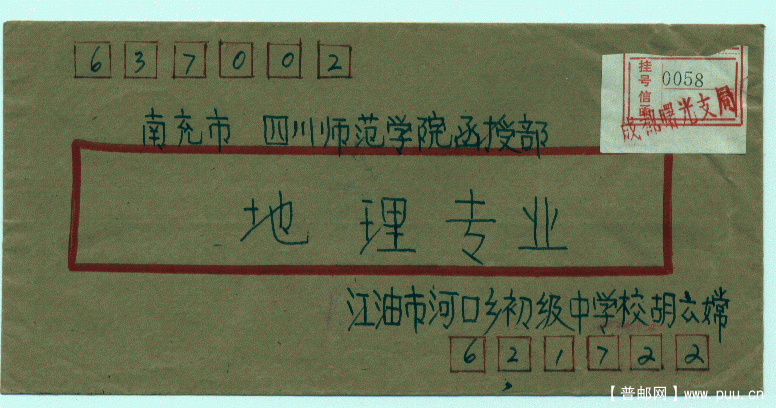 637002
挂号信函
0058
成都曙光支局
南充市 四川师范学院函授部
地理专业
江油市河口乡初级中学校胡云嫦
621722
【普邮网】www.puu.cn